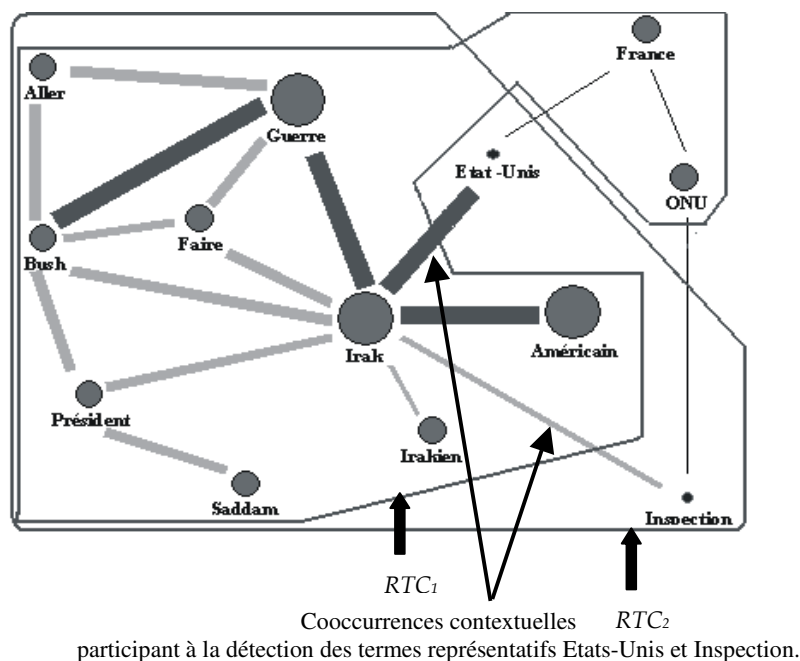 France
Aller
Guerre
Etat -Unis
ONU
Faire
Bush
Irak
Américain
Président
Irakien
Saddam
Inspection
RTC1
Cooccurrences contextuelles RTC2
participant à la détection des termes représentatifs Etats-Unis et Inspection.